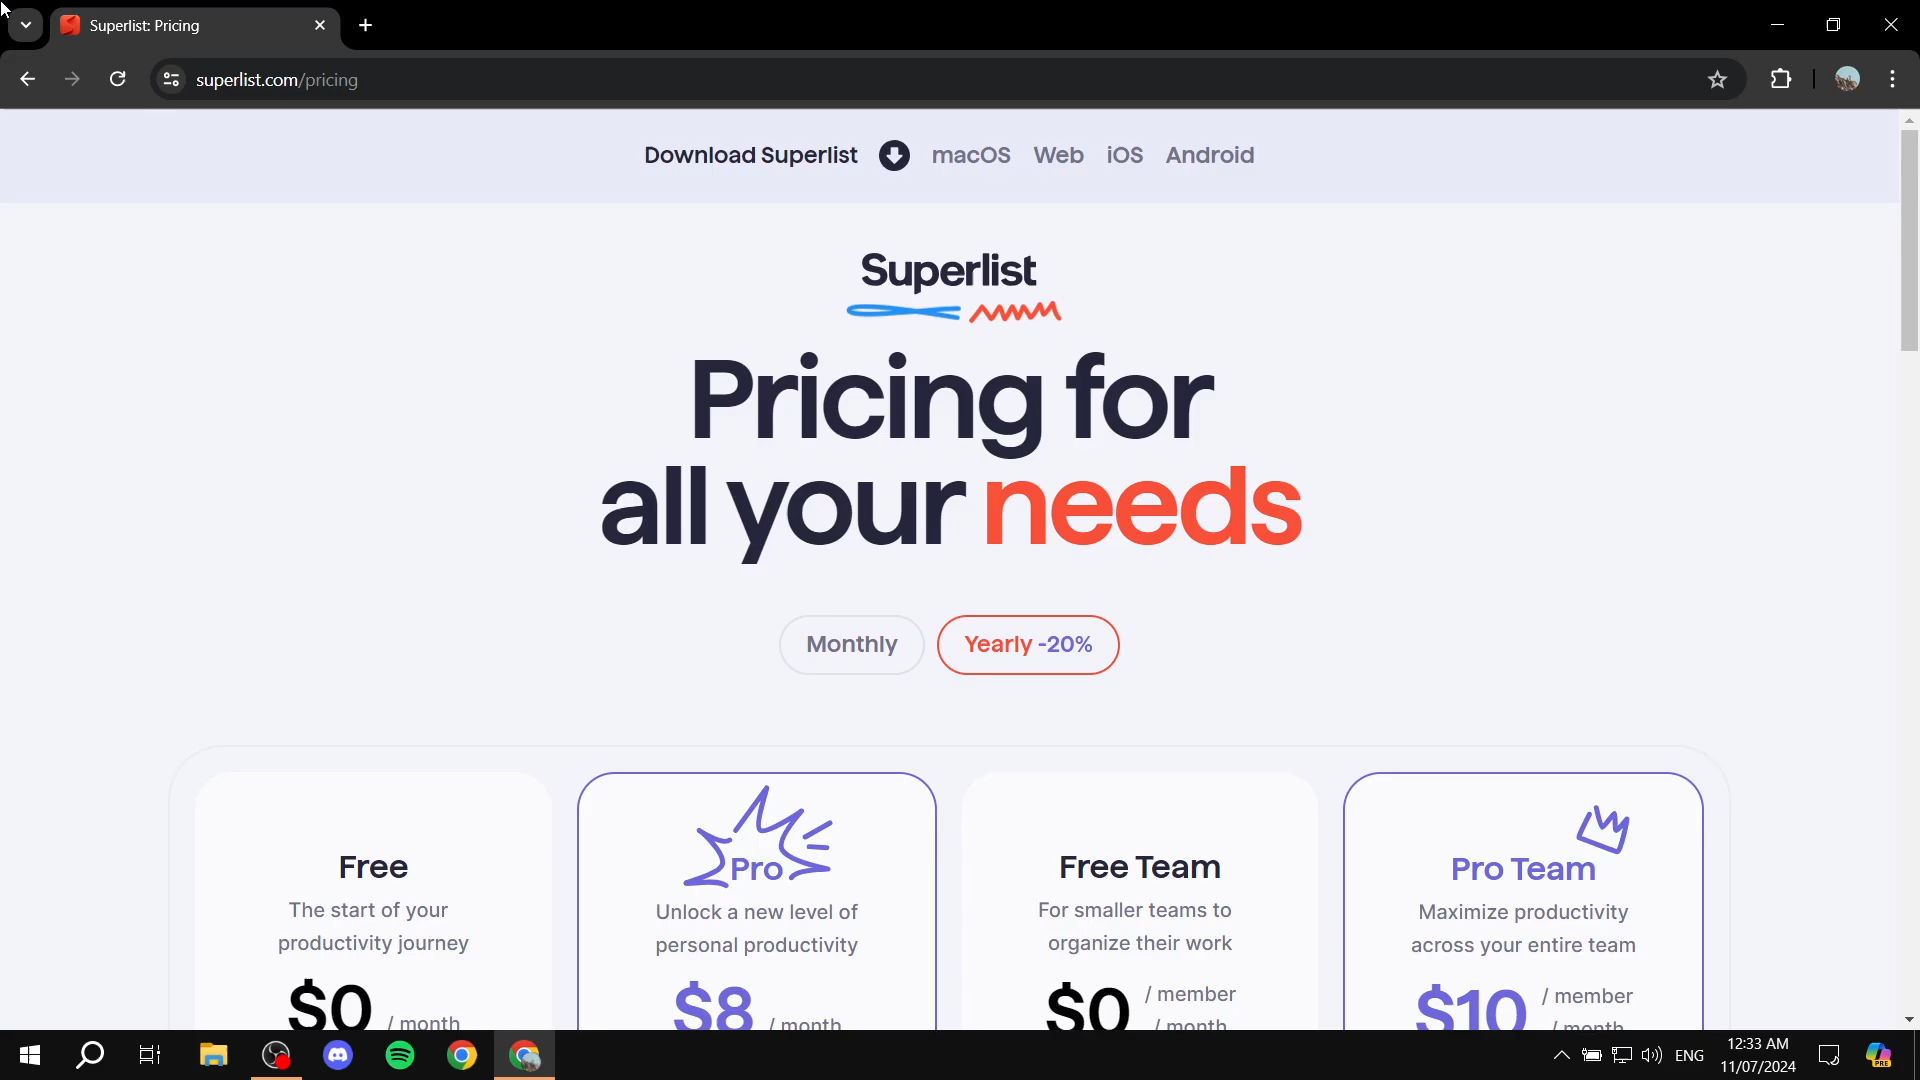 Superlist: Pricing
superlist.com/pricing
Download Superlist macOS Web iOS Android
Superlist
Pricing for
all your needs
Monthly Yearly -20%
Free
The start of your
productivity journey
$0 / month
Pro
Unlock a new level of
personal productivity
$8 / month
Free Team
For smaller teams to
organize their work
$0 / member
/ month
Pro Team
Maximize productivity
across your entire team
$10 / member
/ month
ENG
12:33 AM
11/07/2024
PRE